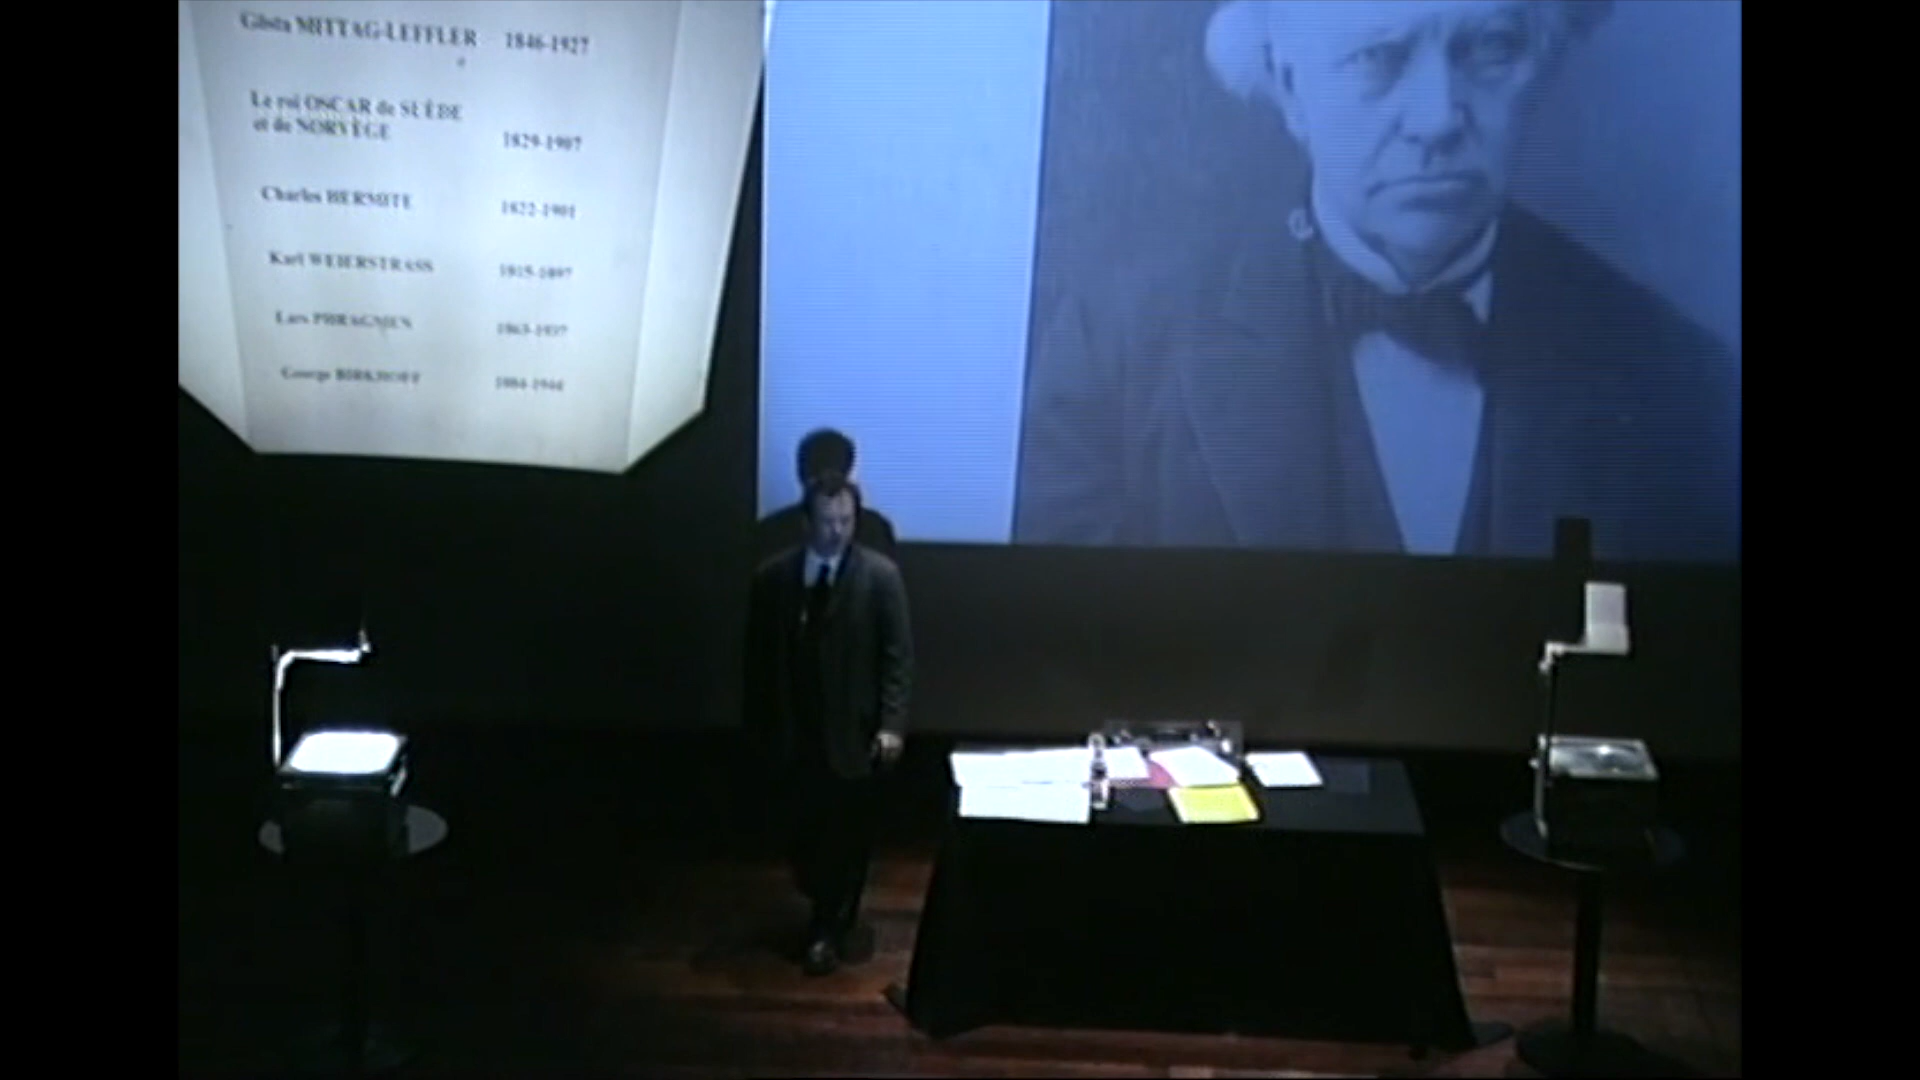 Gösta MITTAG-LEFFLER 1846-1927
Le roi OSCAR de SUÈDE
et de NORVÈGE 1829-1907
Charles HERMITE 1822-1901
Karl WEIERSTRASS 1815-1897
Lars PHRAGMEN 1863-1937
George BIRKHOFF 1884-1944